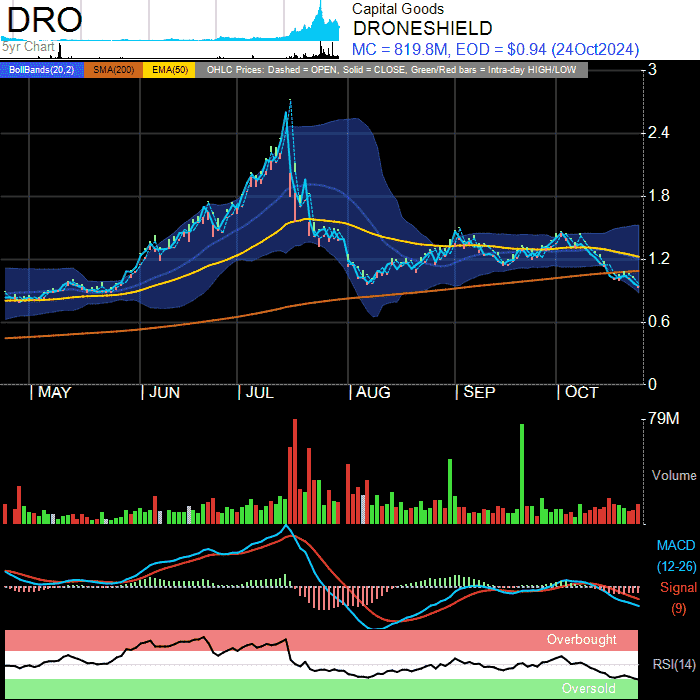 DRO
Capital Goods
DRONESHIELD
MC = 819.8M, EOD = $0.94 (24Oct2024)
5yr Chart
BollBands(20,2) SMA(200) EMA(50) OHLC Prices: Dashed = OPEN, Solid = CLOSE, Green/Red bars = Intra-day HIGH/LOW
3
2.4
1.8
1.2
0.6
0
MAY JUN JUL AUG SEP OCT
79M
Volume
MACD
(12-26)
Signal
(9)
Overbought
RSI(14)
Oversold